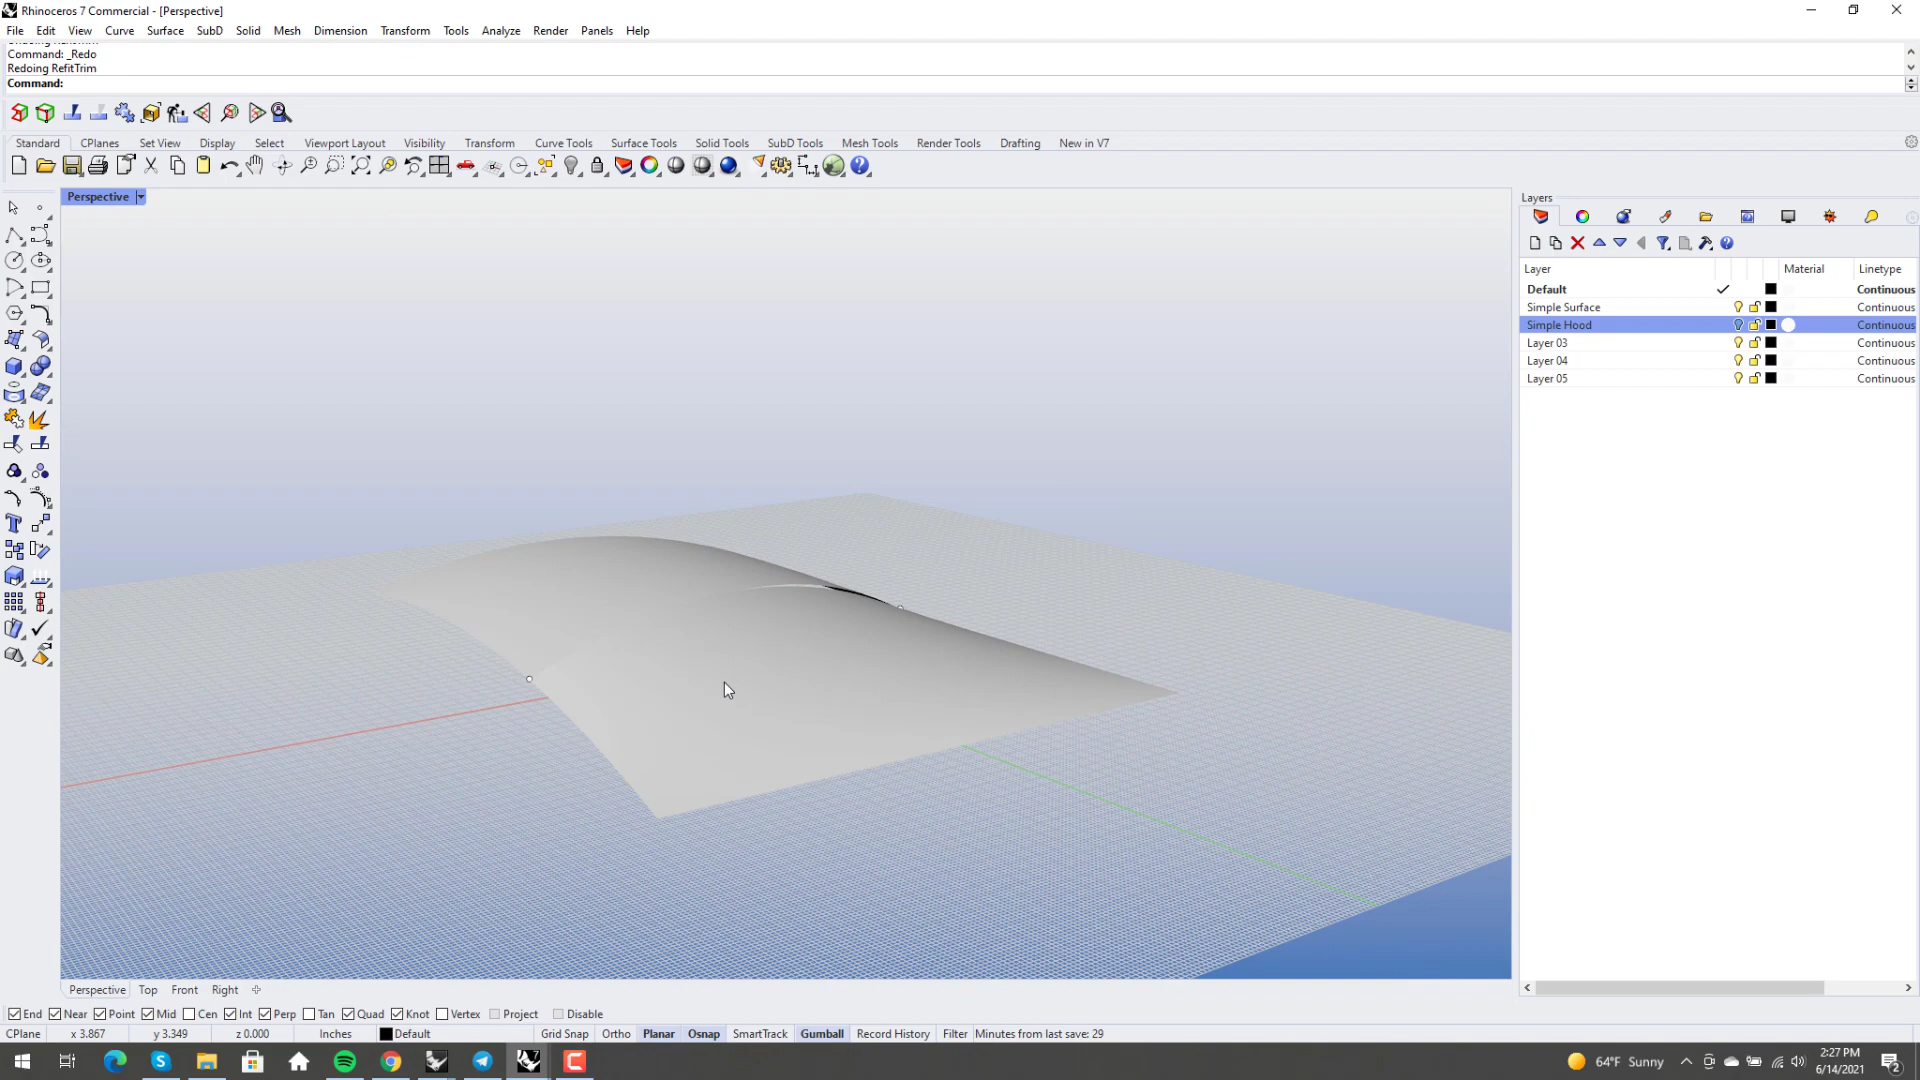 Rhinoceros 7 Commercial - [Perspective]
File Edit View Curve Surface SubD Solid Mesh Dimension Transform Tools Analyze Render Panels Help
Command: _Redo
Redoing RefitTrim
Command:
Standard CPlanes Set View Display Select Viewport Layout Visibility Transform Curve Tools Surface Tools Solid Tools SubD Tools Mesh Tools Render Tools Drafting New in V7
Perspective
Layers
Layer Material Linetype
Default Continuous
Simple Surface Continuous
Simple Hood Continuous
Layer 03 Continuous
Layer 04 Continuous
Layer 05 Continuous
Perspective Top Front Right
End Near Point Mid Cen Int Perp Tan Quad Knot Vertex Project Disable
CPlane x 3.867 y 3.349 z 0.000 Inches Default Grid Snap Ortho Planar Osnap SmartTrack Gumball Record History Filter Minutes from last save: 29
64°F Sunny
2:27 PM
6/14/2021
2